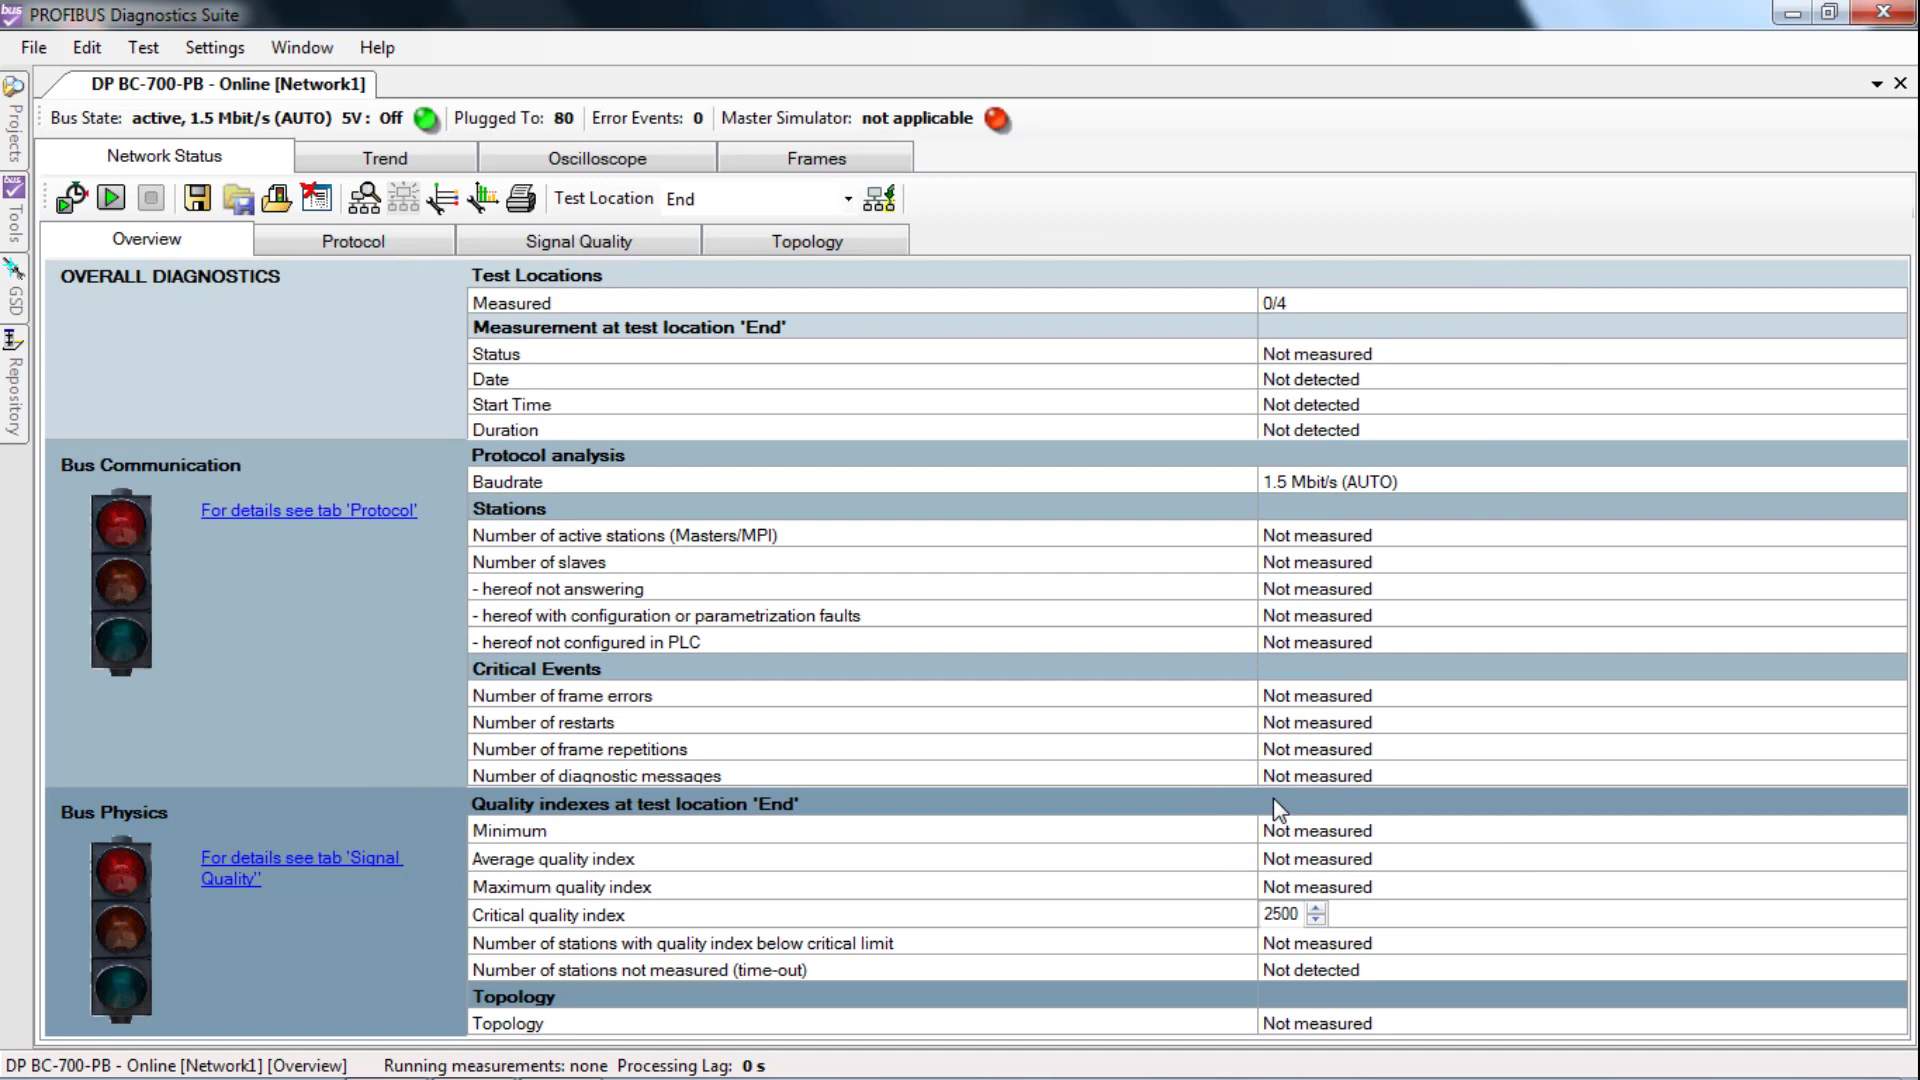 bus PROFIBUS Diagnostics Suite
File Edit Test Settings Window Help
DP BC-700-PB - Online [Network1]
Bus State: active, 1.5 Mbit/s (AUTO) 5V : Off Plugged To: 80 Error Events: 0 Master Simulator: not applicable
Network Status Trend Oscilloscope Frames
Test Location End
Overview Protocol Signal Quality Topology
Projects
bus
Tools
GSD
Repository
OVERALL DIAGNOSTICS
Test Locations
Measured 0/4
Measurement at test location 'End'
Status Not measured
Date Not detected
Start Time Not detected
Duration Not detected
Bus Communication
For details see tab 'Protocol'
Protocol analysis
Baudrate 1.5 Mbit/s (AUTO)
Stations
Number of active stations (Masters/MPI) Not measured
Number of slaves Not measured
- hereof not answering Not measured
- hereof with configuration or parametrization faults Not measured
- hereof not configured in PLC Not measured
Critical Events
Number of frame errors Not measured
Number of restarts Not measured
Number of frame repetitions Not measured
Number of diagnostic messages Not measured
Bus Physics
For details see tab 'Signal
Quality''
Quality indexes at test location 'End'
Minimum Not measured
Average quality index Not measured
Maximum quality index Not measured
Critical quality index 2500
Number of stations with quality index below critical limit Not measured
Number of stations not measured (time-out) Not detected
Topology
Topology Not measured
DP BC-700-PB - Online [Network1] [Overview] Running measurements: none Processing Lag: 0 s